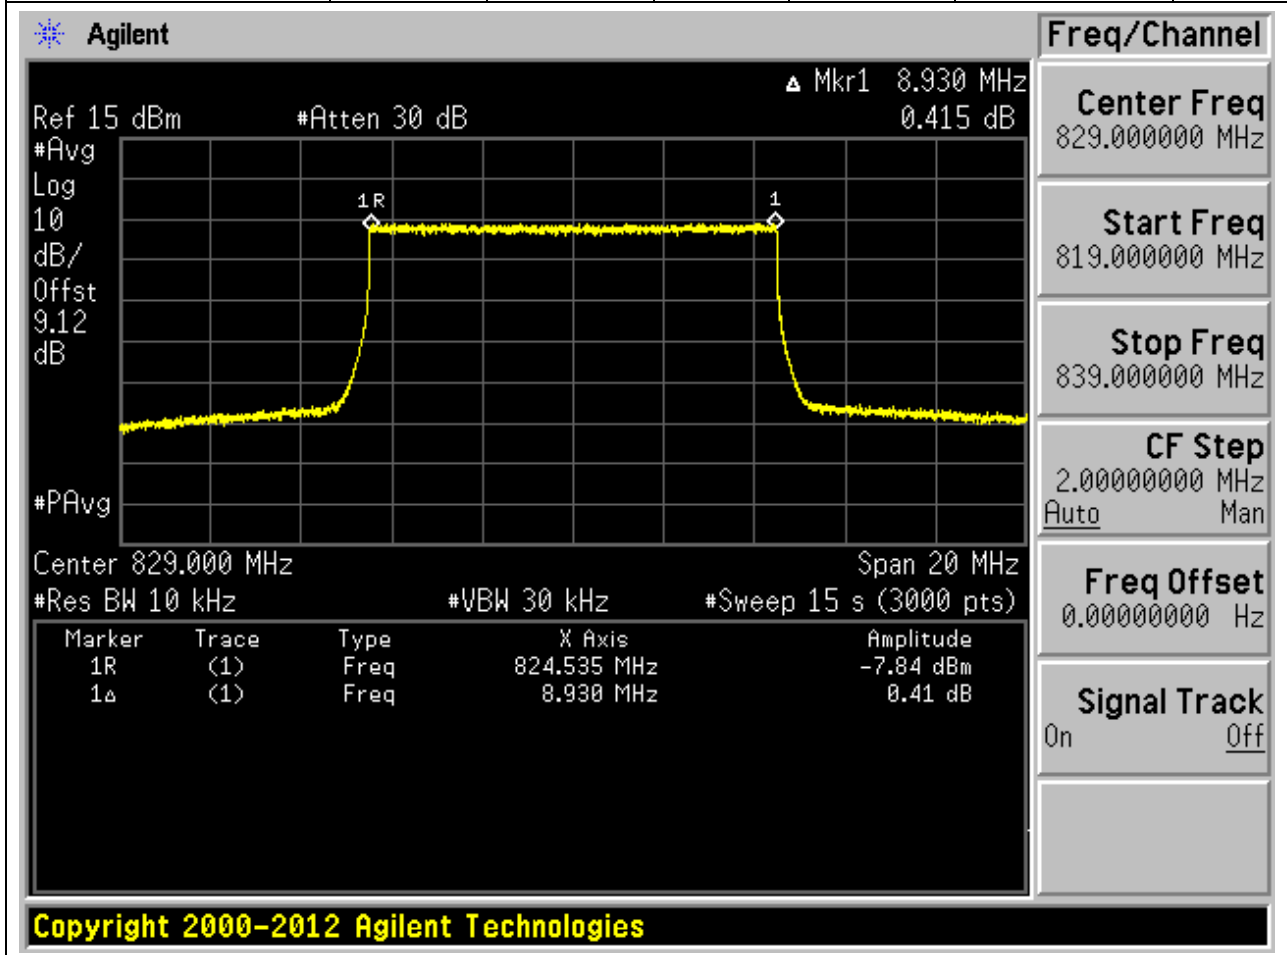 Agilent
Freq/Channel
Δ Mkr1 8.930 MHz
Ref 15 dBm #Atten 30 dB 0.415 dB
#Avg
Log
10
dB/
Offst
9.12
dB
1R
1
#PAvg
Center 829.000 MHz Span 20 MHz
#Res BW 10 kHz #VBW 30 kHz #Sweep 15 s (3000 pts)
Marker Trace Type X Axis Amplitude
1R (1) Freq 824.535 MHz -7.84 dBm
1Δ (1) Freq 8.930 MHz 0.41 dB
Center Freq
829.000000 MHz
Start Freq
819.000000 MHz
Stop Freq
839.000000 MHz
CF Step
2.00000000 MHz
Auto Man
Freq Offset
0.00000000 Hz
Signal Track
On Off
Copyright 2000-2012 Agilent Technologies